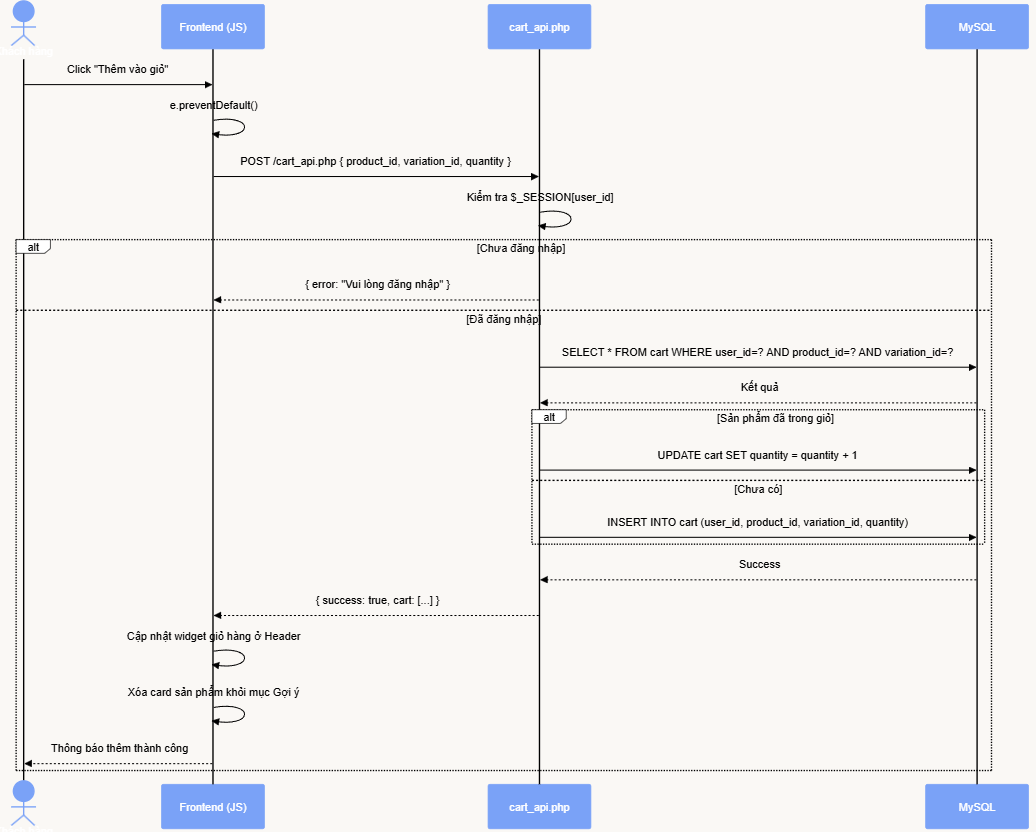 Frontend (JS)
cart_api.php
MySQL
Click "Thêm vào giỏ"
e.preventDefault()
POST /cart_api.php { product_id, variation_id, quantity }
Kiểm tra $_SESSION[user_id]
alt
[Chưa đăng nhập]
{ error: "Vui lòng đăng nhập" }
[Đã đăng nhập]
SELECT * FROM cart WHERE user_id=? AND product_id=? AND variation_id=?
Kết quả
alt
[Sản phẩm đã trong giỏ]
UPDATE cart SET quantity = quantity + 1
[Chưa có]
INSERT INTO cart (user_id, product_id, variation_id, quantity)
Success
{ success: true, cart: [...] }
Cập nhật widget giỏ hàng ở Header
Xóa card sản phẩm khỏi mục Gợi ý
Thông báo thêm thành công
Frontend (JS)
cart_api.php
MySQL